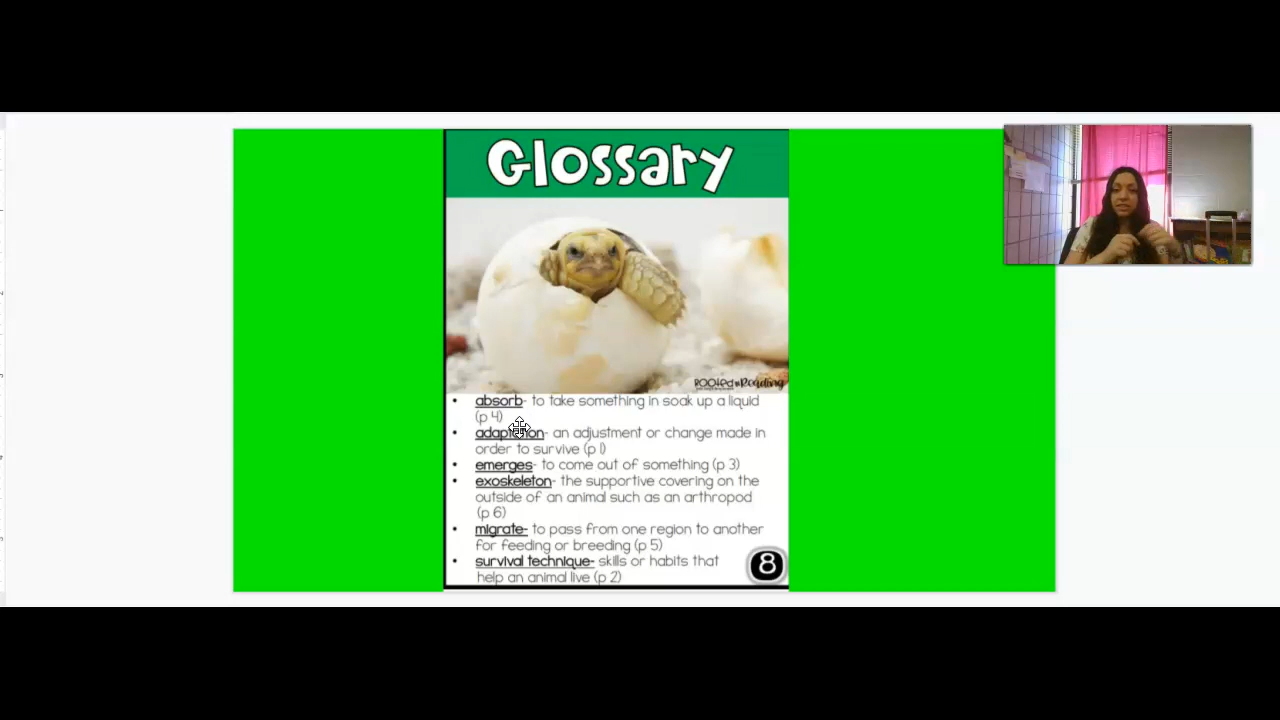 Glossary
ROOted in Reading
• absorb- to take something in soak up a liquid
(p 4)
• adaptation- an adjustment or change made in
order to survive (p 1)
• emerges- to come out of something (p 3)
• exoskeleton- the supportive covering on the
outside of an animal such as an arthropod
(p 6)
• migrate- to pass from one region to another
for feeding or breeding (p 5)
• survival technique- skills or habits that
help an animal live (p 2)
8